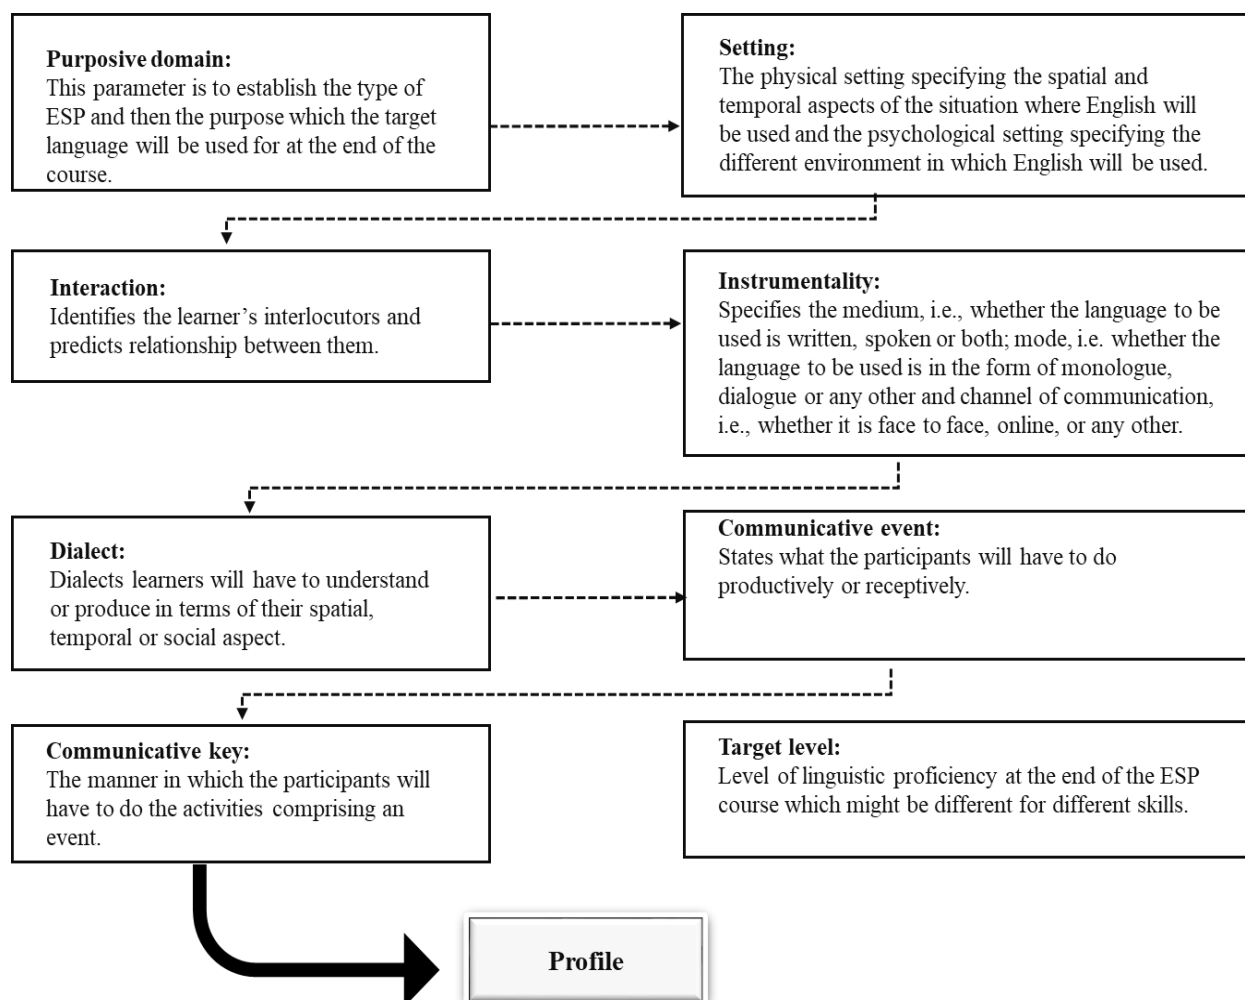 Purposive domain:
This parameter is to establish the type of
ESP and then the purpose which the target
language will be used for at the end of the
course.
Setting:
The physical setting specifying the spatial and
temporal aspects of the situation where English will
be used and the psychological setting specifying the
different environment in which English will be used.
Interaction:
Identifies the learner’s interlocutors and
predicts relationship between them.
Instrumentality:
Specifies the medium, i.e., whether the language to be
used is written, spoken or both; mode, i.e. whether the
language to be used is in the form of monologue,
dialogue or any other and channel of communication,
i.e., whether it is face to face, online, or any other.
Dialect:
Dialects learners will have to understand
or produce in terms of their spatial,
temporal or social aspect.
Communicative event:
States what the participants will have to do
productively or receptively.
Communicative key:
The manner in which the participants will
have to do the activities comprising an
event.
Target level:
Level of linguistic proficiency at the end of the ESP
course which might be different for different skills.
Profile